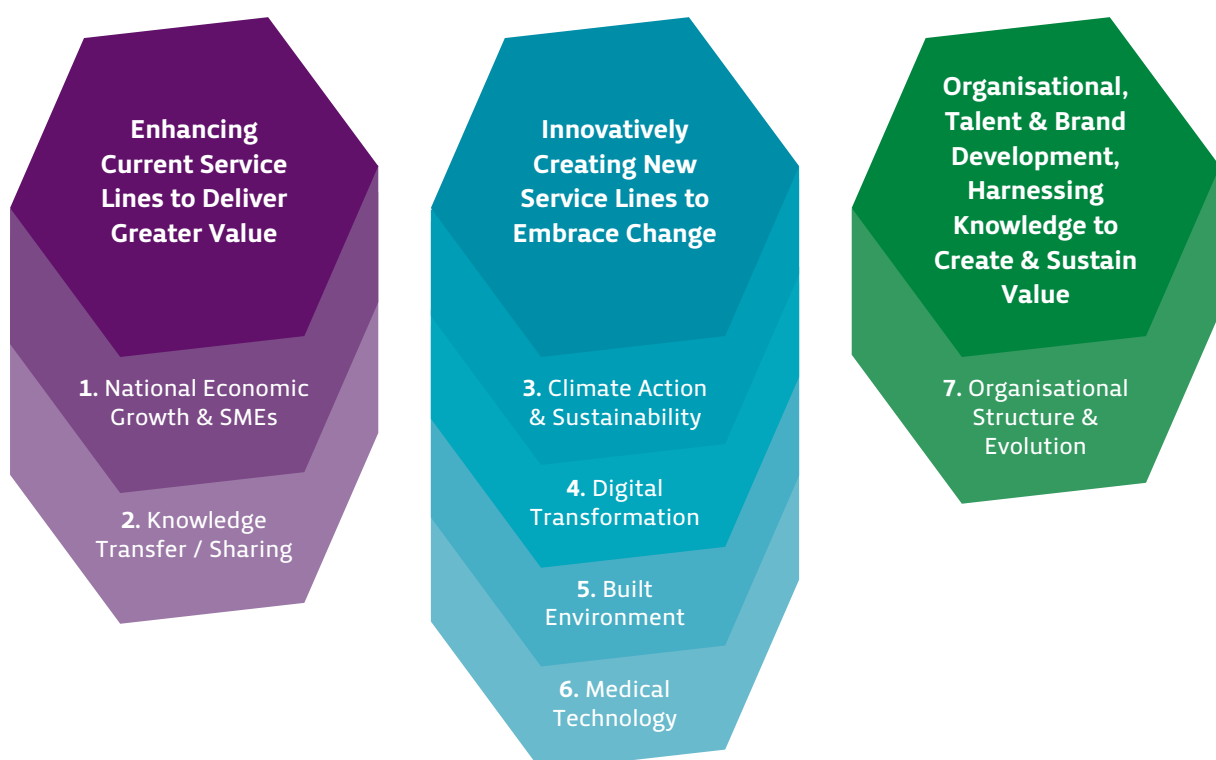 Enhancing
Current Service
Lines to Deliver
Greater Value
1. National Economic
Growth & SMEs
2. Knowledge
Transfer / Sharing
Innovatively
Creating New
Service Lines to
Embrace Change
3. Climate Action
& Sustainability
4. Digital
Transformation
5. Built
Environment
6. Medical
Technology
Organisational,
Talent & Brand
Development,
Harnessing
Knowledge to
Create & Sustain
Value
7. Organisational
Structure &
Evolution